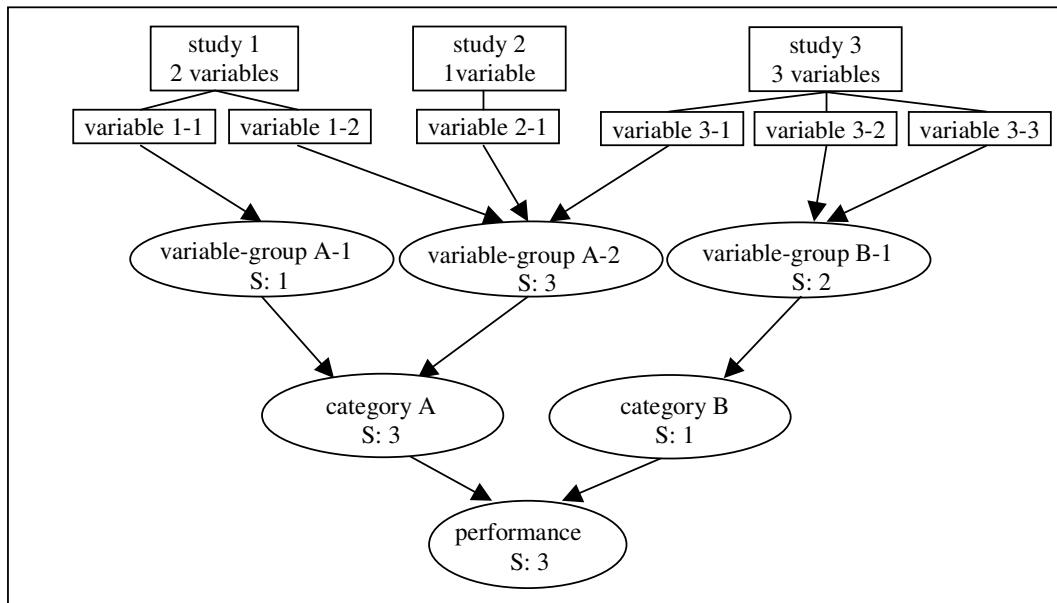 study 1
2 variables
study 2
1variable
study 3
3 variables
variable 1-1
variable 1-2
variable 2-1
variable 3-1
variable 3-2
variable 3-3
variable-group A-1
S: 1
variable-group A-2
S: 3
variable-group B-1
S: 2
category A
S: 3
category B
S: 1
performance
S: 3